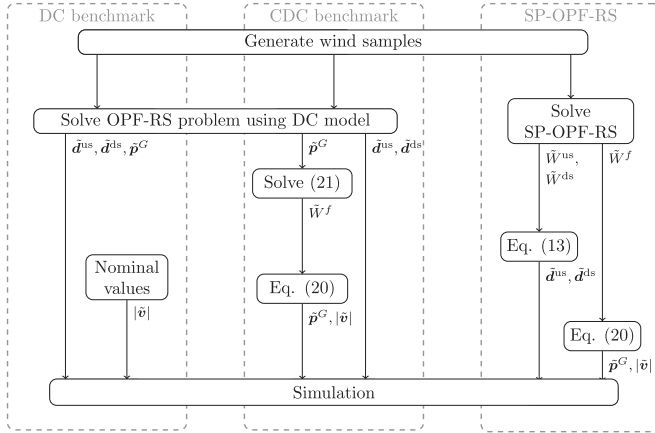 DC benchmark
CDC benchmark
SP-OPF-RS
Generate wind samples
Solve OPF-RS problem using DC model
Solve
SP-OPF-RS
d̃ᵘˢ, d̃ᵈˢ, p̃ᴳ
p̃ᴳ
d̃ᵘˢ, d̃ᵈˢ
W̃ᵘˢ,
W̃ᵈˢ
W̃ᶠ
Solve (21)
W̃ᶠ
Eq. (13)
d̃ᵘˢ, d̃ᵈˢ
Nominal
values
|ṽ|
Eq. (20)
p̃ᴳ, |ṽ|
Eq. (20)
p̃ᴳ, |ṽ|
Simulation